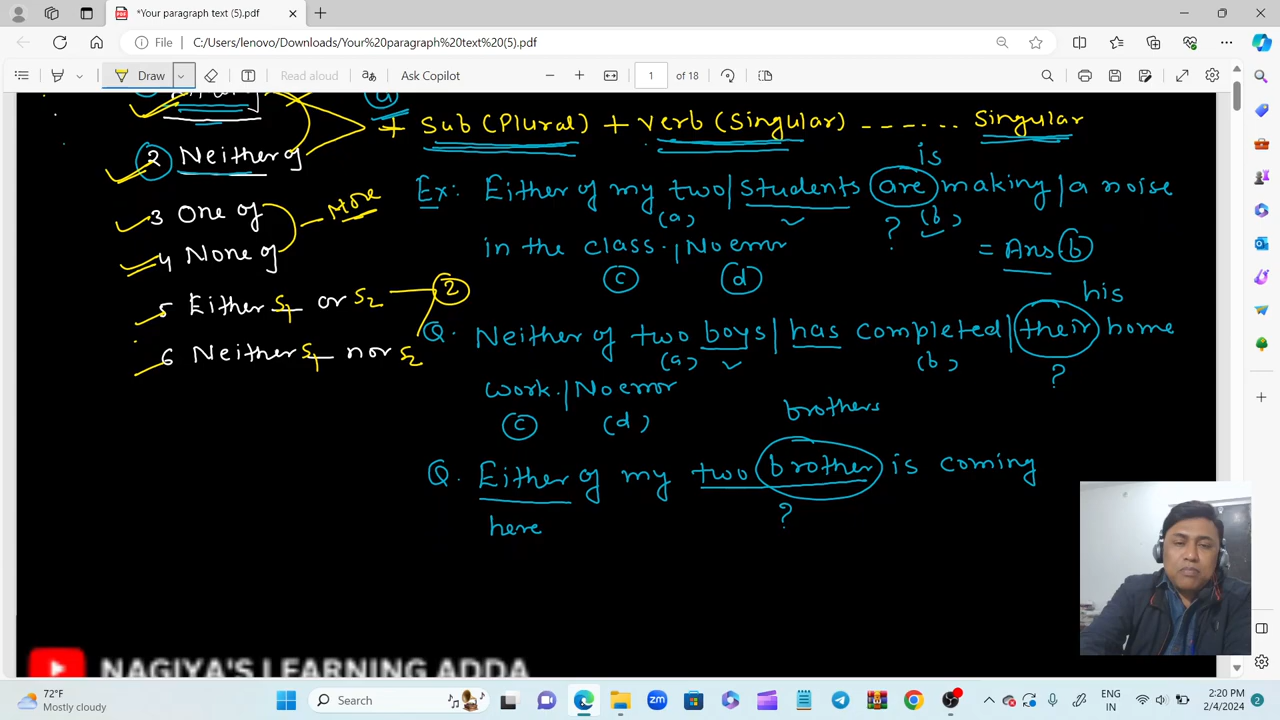 *Your paragraph text (5).pdf
File
C:/Users/lenovo/Downloads/Your%20paragraph%20text%20(5).pdf
Draw
Read aloud
Ask Copilot
1
of 18
+ Sub (Plural) + Verb (Singular) ------- Singular
2 Neither of
3 One of
4 None of
More
5 Either S1 or S2
2
6 Neither S1 nor S2
is
Ex: Either of my two| students are making| a noise
(a) ? (b)
in the class.| No error = Ans b
c d
his
Q. Neither of two boys| has completed| their home
(a) (b) ?
work.| No error
c (d)
brothers
Q. Either of my two brother is coming
here ?
NAGIYA'S LEARNING ADDA
72°F
Mostly cloudy
Search
ENG
IN
2:20 PM
2/4/2024
2